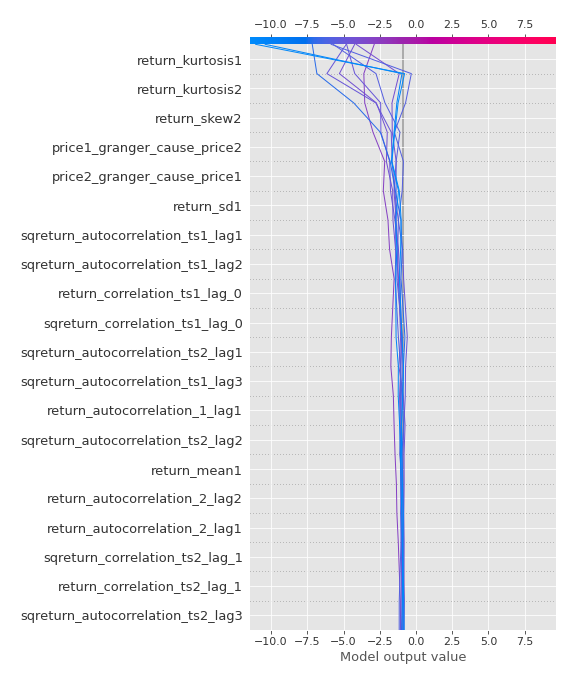 −10.0 −7.5 −5.0 −2.5 0.0 2.5 5.0 7.5
return_kurtosis1
return_kurtosis2
return_skew2
price1_granger_cause_price2
price2_granger_cause_price1
return_sd1
sqreturn_autocorrelation_ts1_lag1
sqreturn_autocorrelation_ts1_lag2
return_correlation_ts1_lag_0
sqreturn_correlation_ts1_lag_0
sqreturn_autocorrelation_ts2_lag1
sqreturn_autocorrelation_ts1_lag3
return_autocorrelation_1_lag1
sqreturn_autocorrelation_ts2_lag2
return_mean1
return_autocorrelation_2_lag2
return_autocorrelation_2_lag1
sqreturn_correlation_ts2_lag_1
return_correlation_ts2_lag_1
sqreturn_autocorrelation_ts2_lag3
−10.0 −7.5 −5.0 −2.5 0.0 2.5 5.0 7.5
Model output value